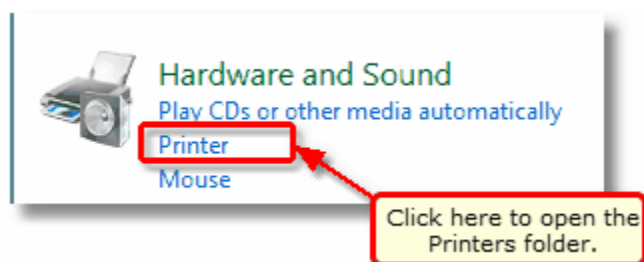 Hardware and Sound
Play CDs or other media automatically
Printer
Mouse
Click here to open the
Printers folder.